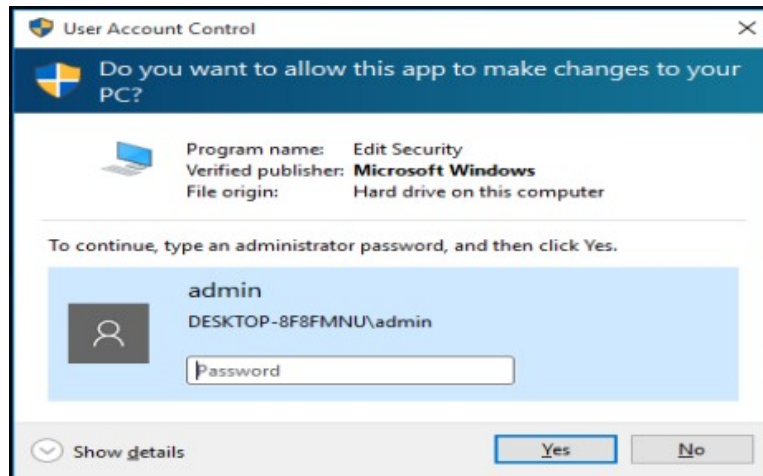 User Account Control
Do you want to allow this app to make changes to your
PC?
Program name: Edit Security
Verified publisher: Microsoft Windows
File origin: Hard drive on this computer
To continue, type an administrator password, and then click Yes.
admin
DESKTOP-8F8FMNU\admin
Password
Show details
Yes
No